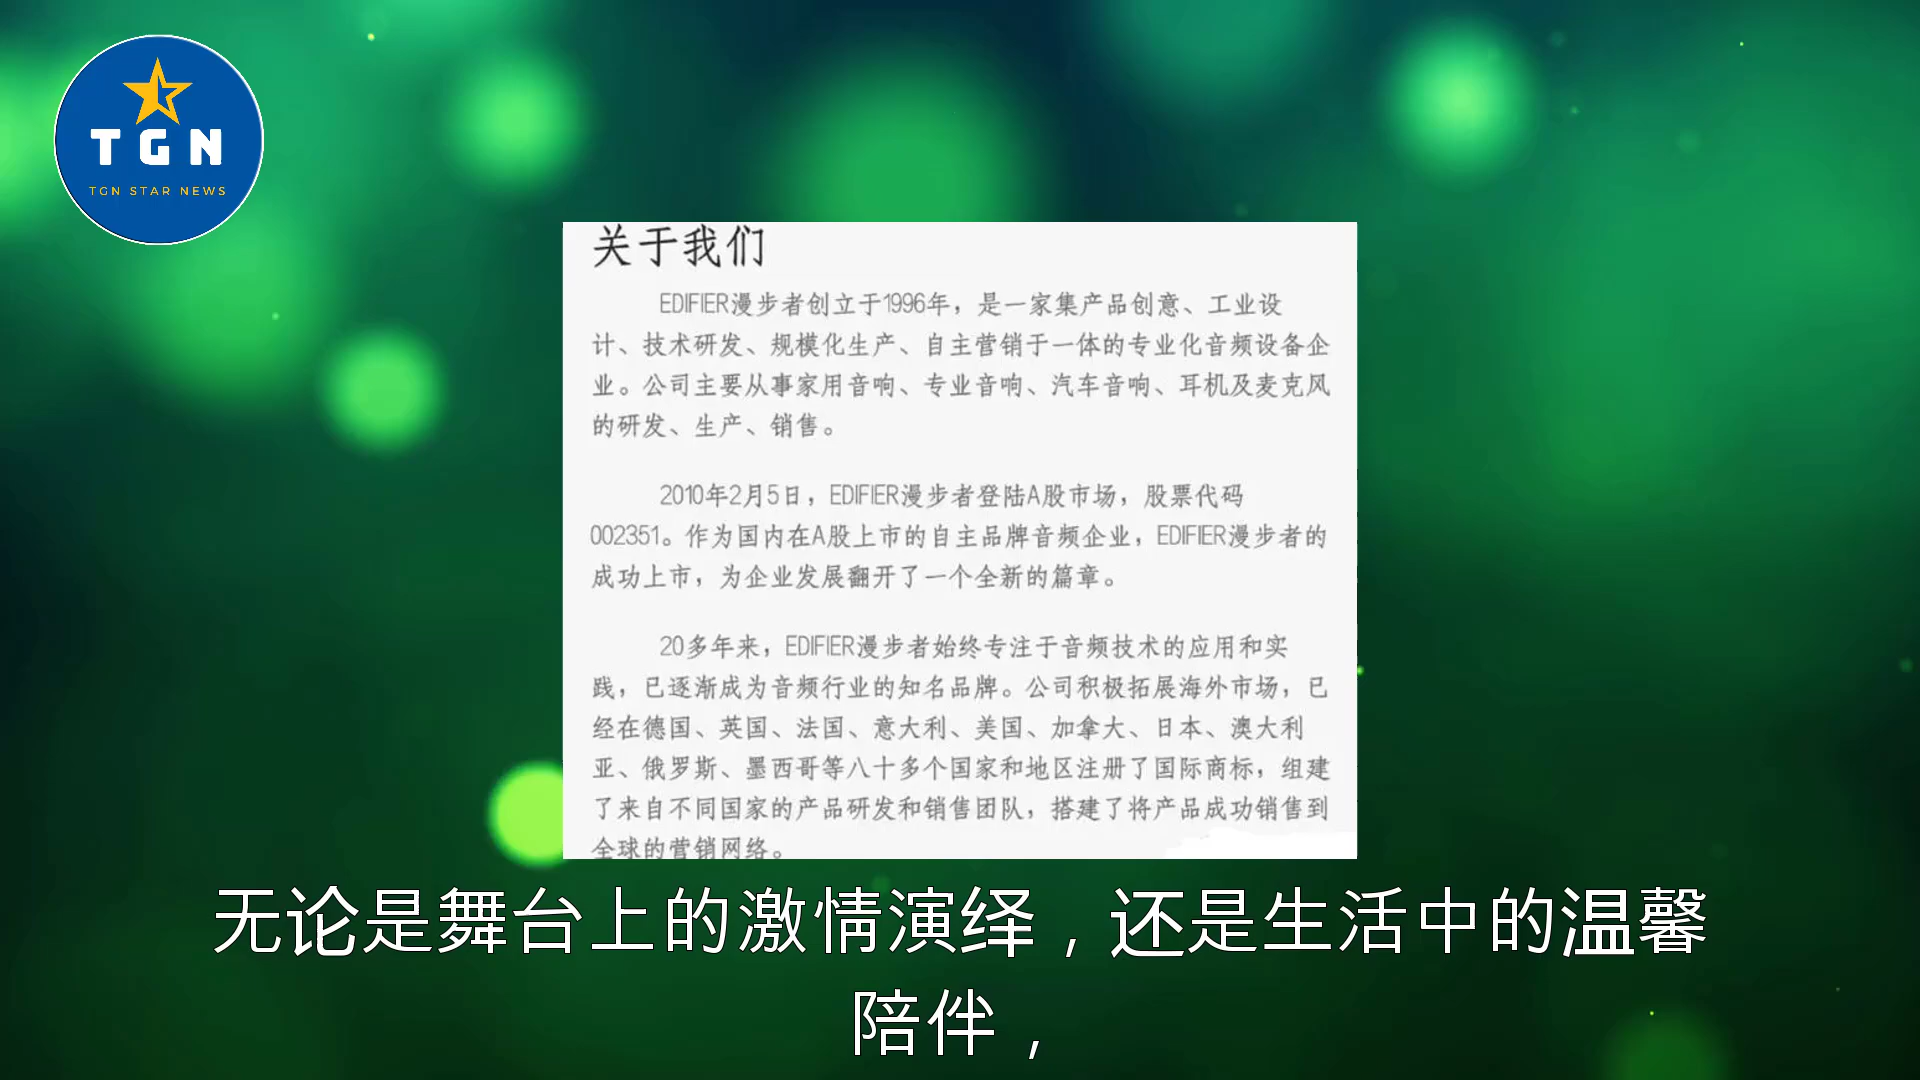 TGN
TGN STAR NEWS
关于我们
EDIFIER漫步者创立于1996年，是一家集产品创意、工业设
计、技术研发、规模化生产、自主营销于一体的专业化音频设备企
业。公司主要从事家用音响、专业音响、汽车音响、耳机及麦克风
的研发、生产、销售。
2010年2月5日，EDIFIER漫步者登陆A股市场，股票代码
002351。作为国内在A股上市的自主品牌音频企业，EDIFIER漫步者的
成功上市，为企业发展翻开了一个全新的篇章。
20多年来，EDIFIER漫步者始终专注于音频技术的应用和实
践，已逐渐成为音频行业的知名品牌。公司积极拓展海外市场，已
经在德国、英国、法国、意大利、美国、加拿大、日本、澳大利
亚、俄罗斯、墨西哥等八十多个国家和地区注册了国际商标，组建
了来自不同国家的产品研发和销售团队，搭建了将产品成功销售到
全球的营销网络。
无论是舞台上的激情演绎，还是生活中的温馨
陪伴，